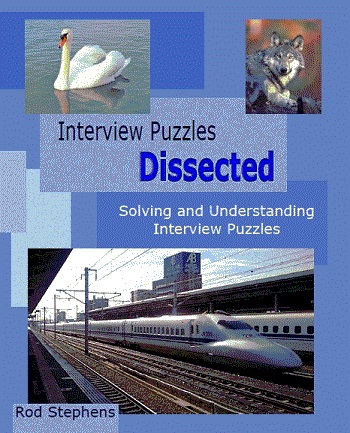 Interview Puzzles
Dissected
Solving and Understanding
Interview Puzzles
Rod Stephens